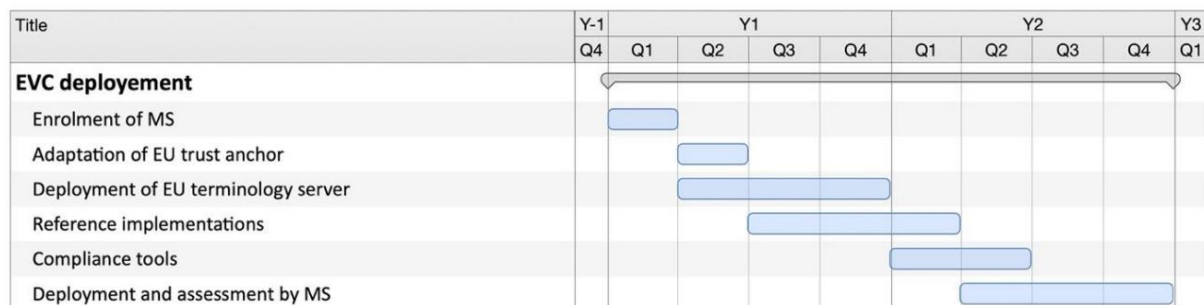 Title Y-1 Y1 Y2 Y3
Q4 Q1 Q2 Q3 Q4 Q1 Q2 Q3 Q4 Q1
EVC deployement
Enrolment of MS
Adaptation of EU trust anchor
Deployment of EU terminology server
Reference implementations
Compliance tools
Deployment and assessment by MS